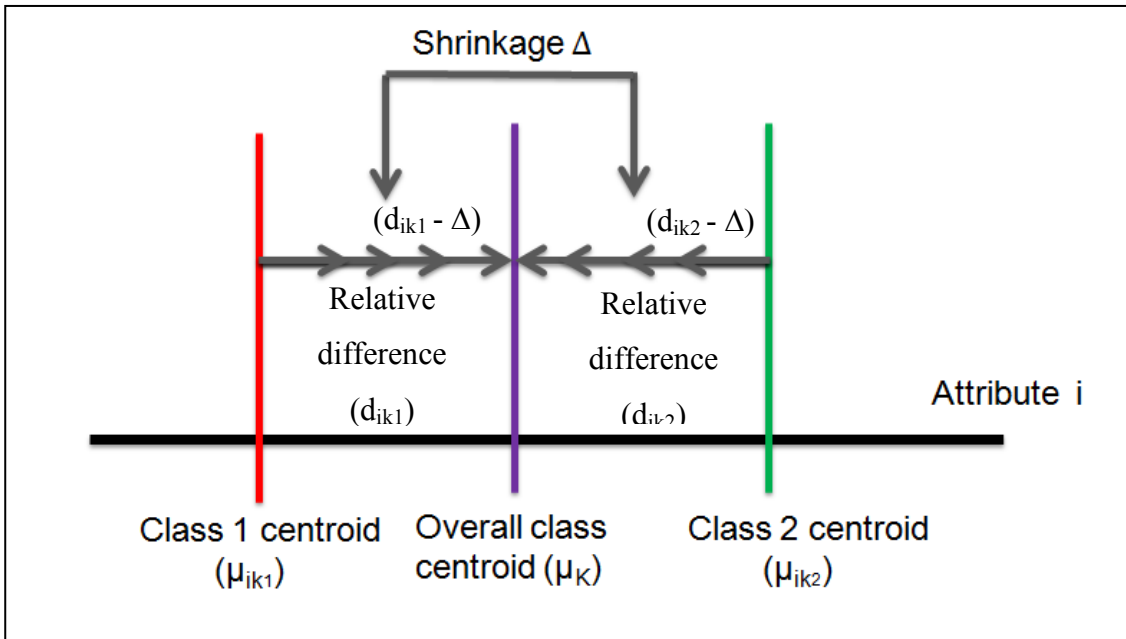 Shrinkage Δ
(dik1 - Δ) (dik2 - Δ)
Relative
difference
(dik1)
Relative
difference
(dik2)
Attribute i
Class 1 centroid
(μik1)
Overall class
centroid (μK)
Class 2 centroid
(μik2)